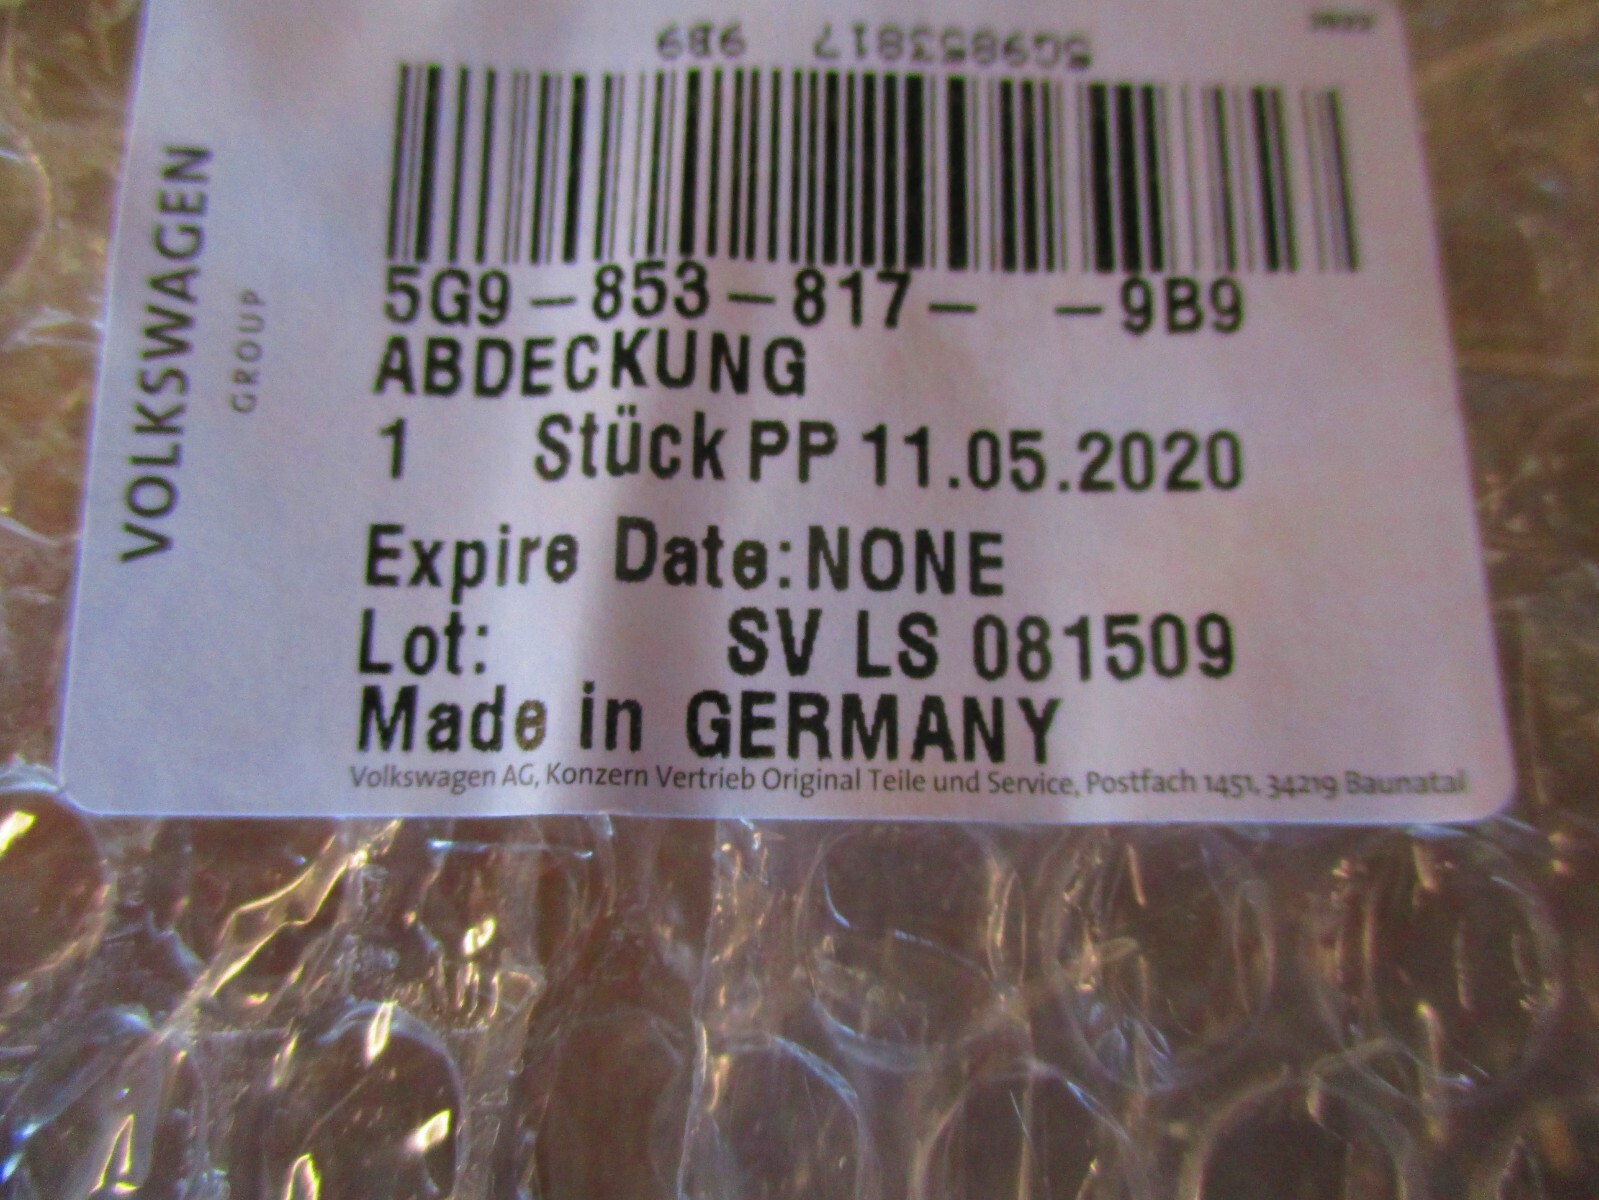 5G9853817 9B9
5G9-853-817- -9B9
ABDECKUNG
1 Stück PP 11.05.2020
Expire Date:NONE
Lot: SV LS 081509
Made in GERMANY
Volkswagen AG, Konzern Vertrieb Original Teile und Service, Postfach 1451, 34219 Baunatal
VOLKSWAGEN
GROUP